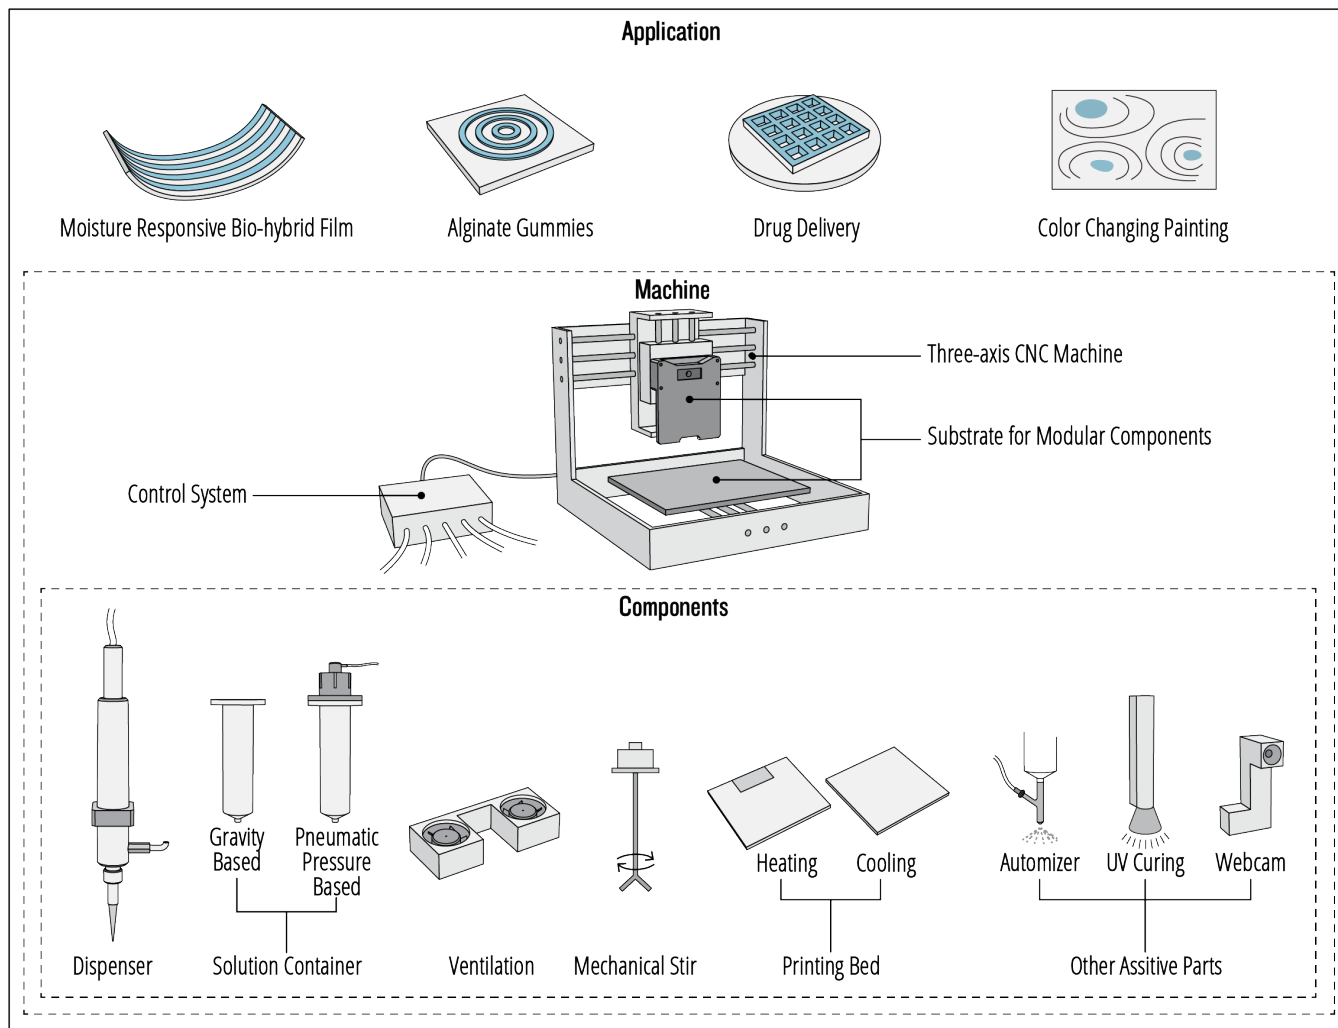 Application
Moisture Responsive Bio-hybrid Film
Alginate Gummies
Drug Delivery
Color Changing Painting
Machine
Three-axis CNC Machine
Substrate for Modular Components
Control System
Components
Gravity
Based
Pneumatic
Pressure
Based
Heating
Cooling
Automizer
UV Curing
Webcam
Dispenser
Solution Container
Ventilation
Mechanical Stir
Printing Bed
Other Assitive Parts